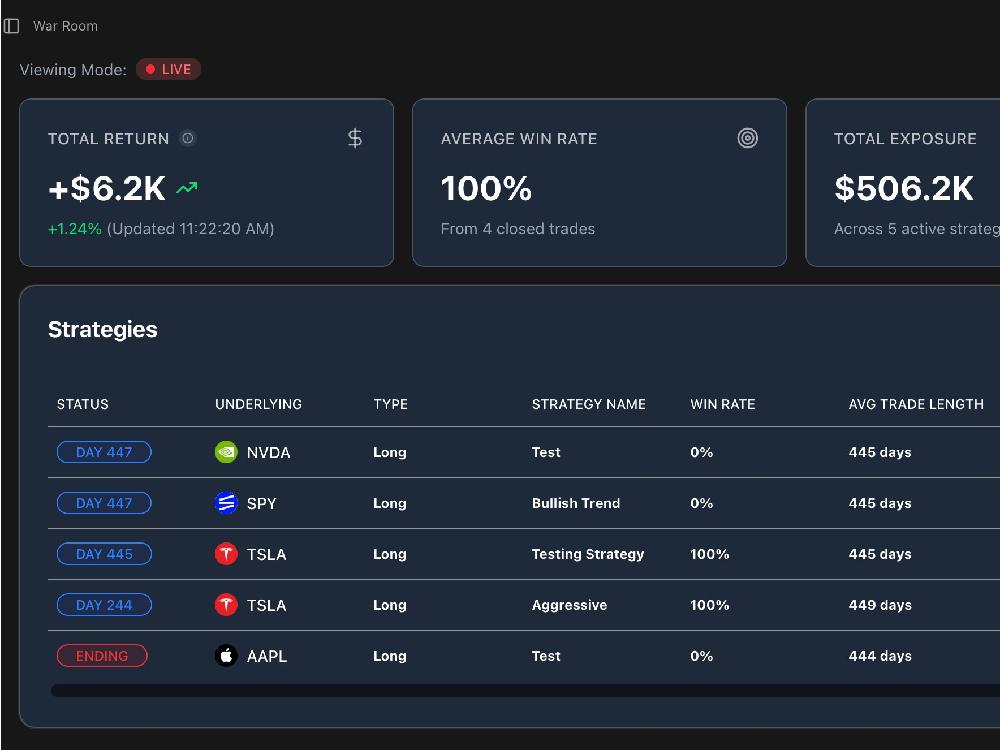 War Room
Viewing Mode: LIVE
TOTAL RETURN
+$6.2K
+1.24% (Updated 11:22:20 AM)
AVERAGE WIN RATE
100%
From 4 closed trades
TOTAL EXPOSURE
$506.2K
Across 5 active strateg
Strategies
STATUS UNDERLYING TYPE STRATEGY NAME WIN RATE AVG TRADE LENGTH
DAY 447 NVDA Long Test 0% 445 days
DAY 447 SPY Long Bullish Trend 0% 445 days
DAY 445 TSLA Long Testing Strategy 100% 445 days
DAY 244 TSLA Long Aggressive 100% 449 days
ENDING AAPL Long Test 0% 444 days